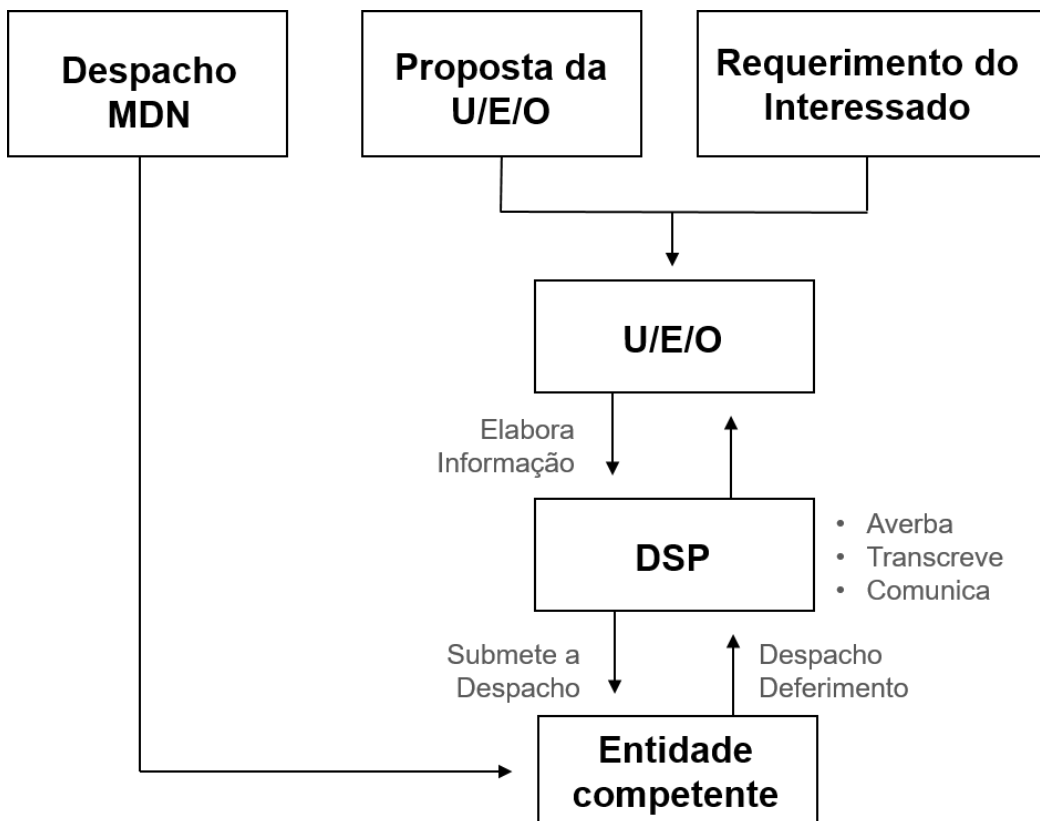 Despacho
MDN
Proposta da
U/E/O
Requerimento do
Interessado
U/E/O
Elabora
Informação
DSP
• Averba
• Transcreve
• Comunica
Submete a
Despacho
Despacho
Deferimento
Entidade
competente